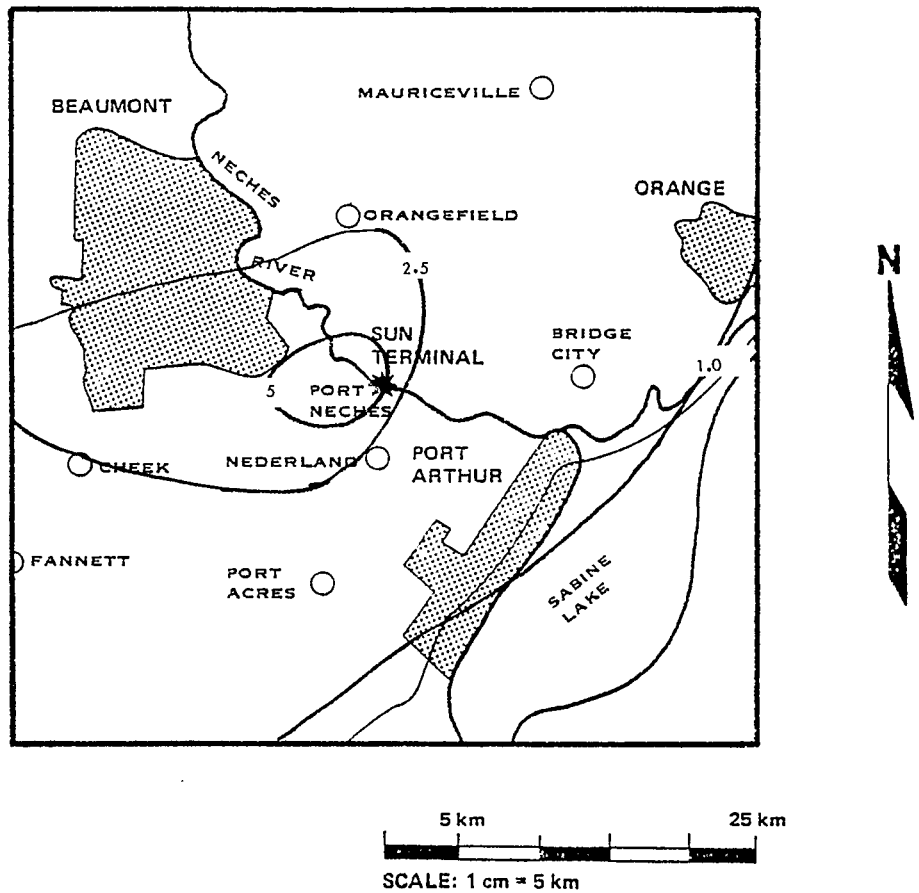 MAURICEVILLE
BEAUMONT
NECHES
ORANGE
ORANGEFIELD
RIVER
2.5
N
SUN
TERMINAL
BRIDGE
CITY
1.0
5
PORT
NECHES
NEDERLAND
PORT
ARTHUR
CHEEK
FANNETT
PORT
ACRES
SABINE
LAKE
5 km
25 km
SCALE: 1 cm = 5 km